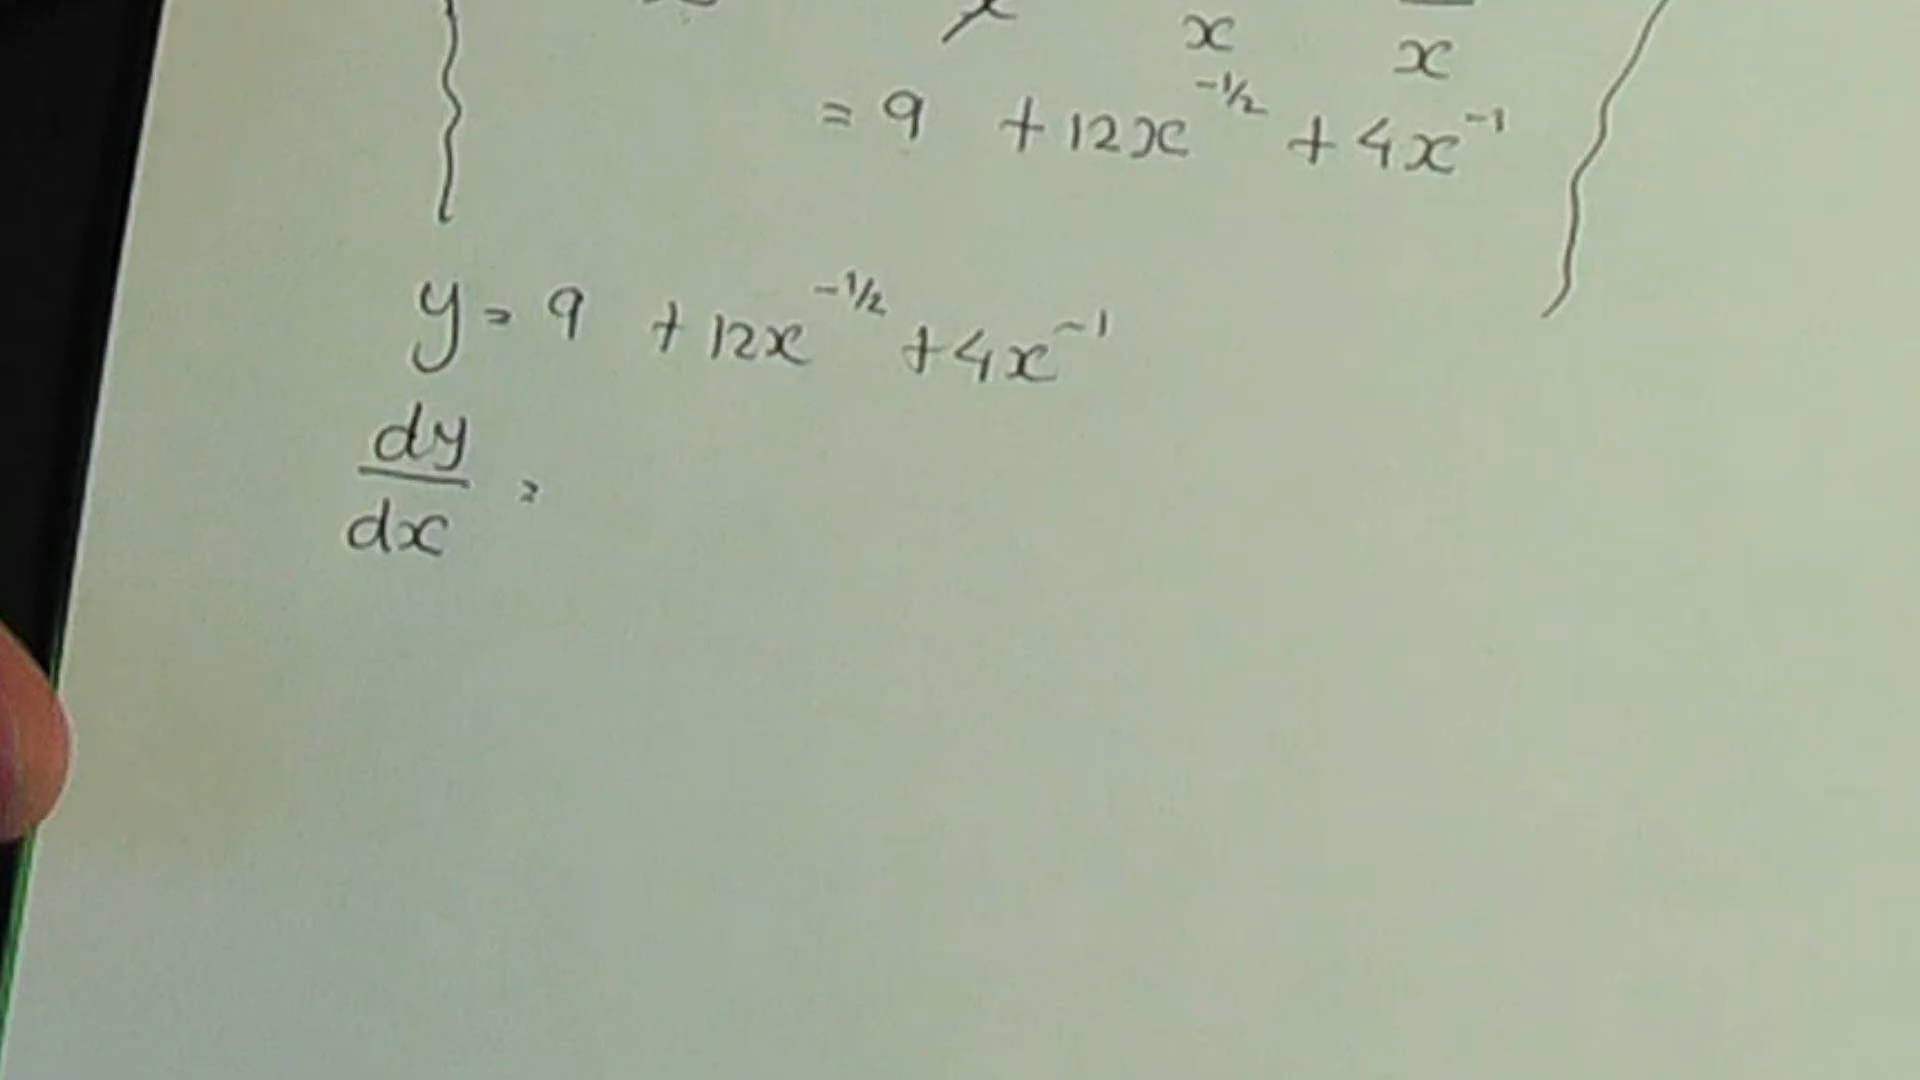 x x
= 9 + 12x^{-1/2} + 4x^{-1}
y = 9 + 12x^{-1/2} + 4x^{-1}
dy
dx =